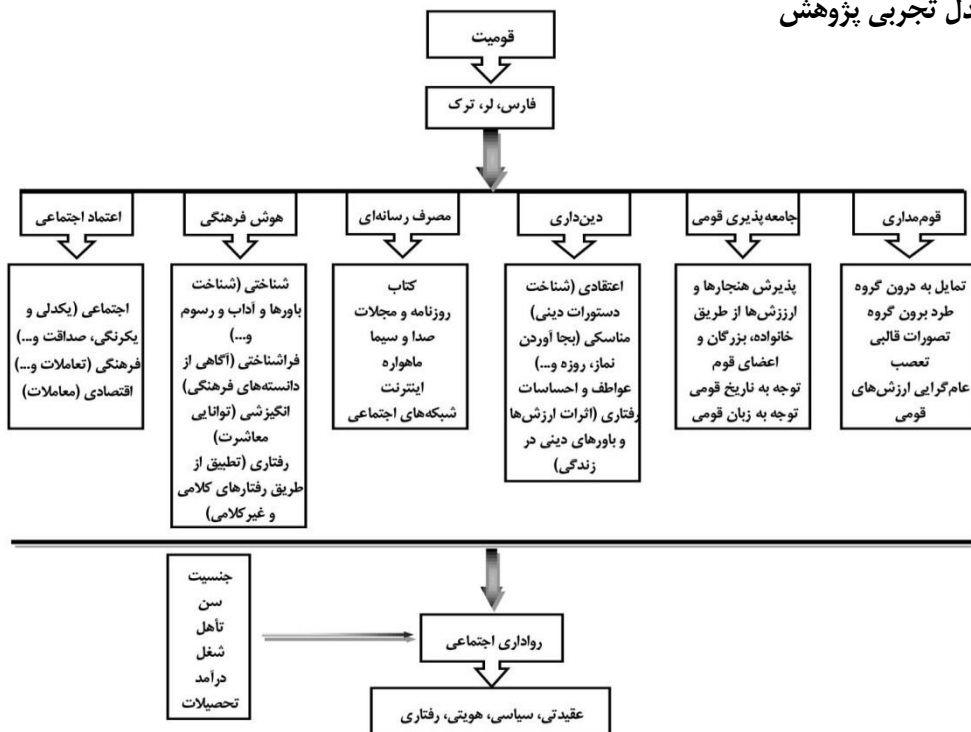 دل تجربی پژوهش
قومیت
فارس، لر، ترک
قوم‌مداری
تمایل به درون گروه
طرد برون گروه
تصورات قالبی
تعصب
عام‌گرایی ارزش‌های
قومی
جامعه‌پذیری قومی
پذیرش هنجارها و
ارزش‌ها از طریق
خانواده، بزرگان و
اعضای قوم
توجه به تاریخ قومی
توجه به زبان قومی
دین‌داری
اعتقادی (شناخت
دستورات دینی)
مناسکی (بجا آوردن
نماز، روزه و...)
عواطف و احساسات
رفتاری (اثرات ارزش‌ها
و باورهای دینی در
زندگی)
مصرف رسانه‌ای
کتاب
روزنامه و مجلات
صدا و سیما
ماهواره
اینترنت
شبکه‌های اجتماعی
هوش فرهنگی
شناختی (شناخت
باورها و آداب و رسوم
و...)
فراشناختی (آگاهی از
دانسته‌های فرهنگی)
انگیزشی (توانایی
معاشرت)
رفتاری (تطبیق از
طریق رفتارهای کلامی
و غیرکلامی)
اعتماد اجتماعی
اجتماعی (یکدلی و
یکرنگی، صداقت و...)
فرهنگی (تعاملات و...)
اقتصادی (معاملات)
جنسیت
سن
تأهل
شغل
درآمد
تحصیلات
رواداری اجتماعی
عقیدتی، سیاسی، هویتی، رفتاری